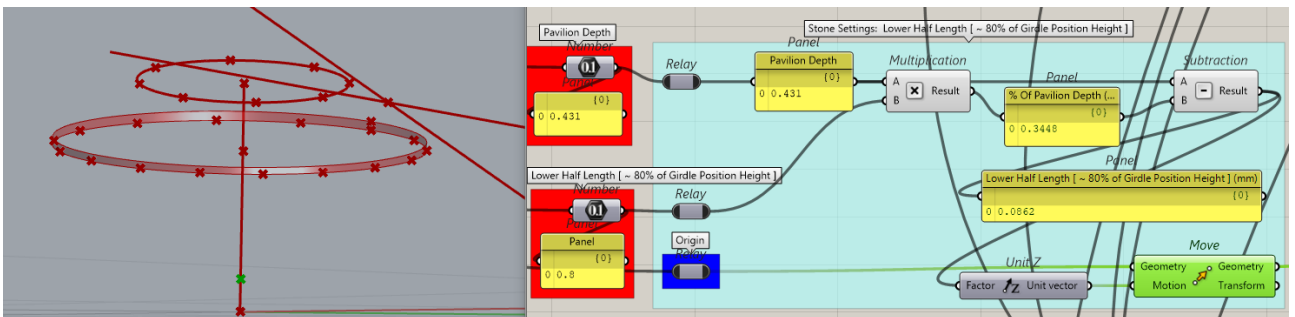 Pavilion Depth
Number
0.1
Panel
{0}
0 0.431
Stone Settings: Lower Half Length [ ~ 80% of Girdle Position Height ]
Relay
Panel
Pavilion Depth
{0}
0 0.431
Multiplication
A
B
Result
Panel
% Of Pavilion Depth (...
{0}
0 0.3448
Subtraction
A
B
Result
Lower Half Length [ ~ 80% of Girdle Position Height ]
Number
0.1
Panel
Panel
{0}
0 0.8
Relay
Origin
Relay
Panel
Lower Half Length [ ~ 80% of Girdle Position Height ] (mm)
{0}
0 0.0862
Unit Z
Factor
Z
Unit vector
Move
Geometry
Motion
Geometry
Transform